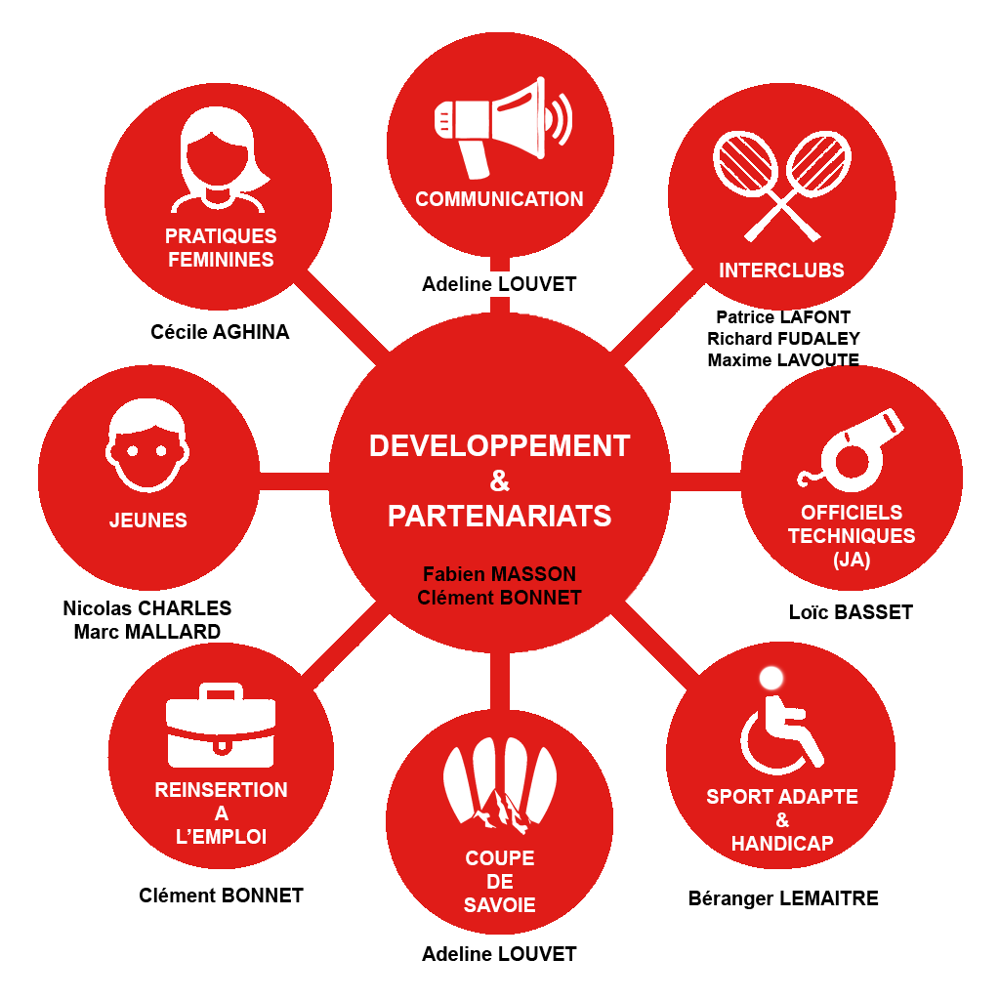 COMMUNICATION
Adeline LOUVET
PRATIQUES
FEMININES
Cécile AGHINA
INTERCLUBS
Patrice LAFONT
Richard FUDALEY
Maxime LAVOUTE
JEUNES
Nicolas CHARLES
Marc MALLARD
DEVELOPPEMENT
&
PARTENARIATS
Fabien MASSON
Clément BONNET
OFFICIELS
TECHNIQUES
(JA)
Loïc BASSET
REINSERTION
A
L’EMPLOI
Clément BONNET
COUPE
DE
SAVOIE
Adeline LOUVET
SPORT ADAPTE
&
HANDICAP
Béranger LEMAITRE